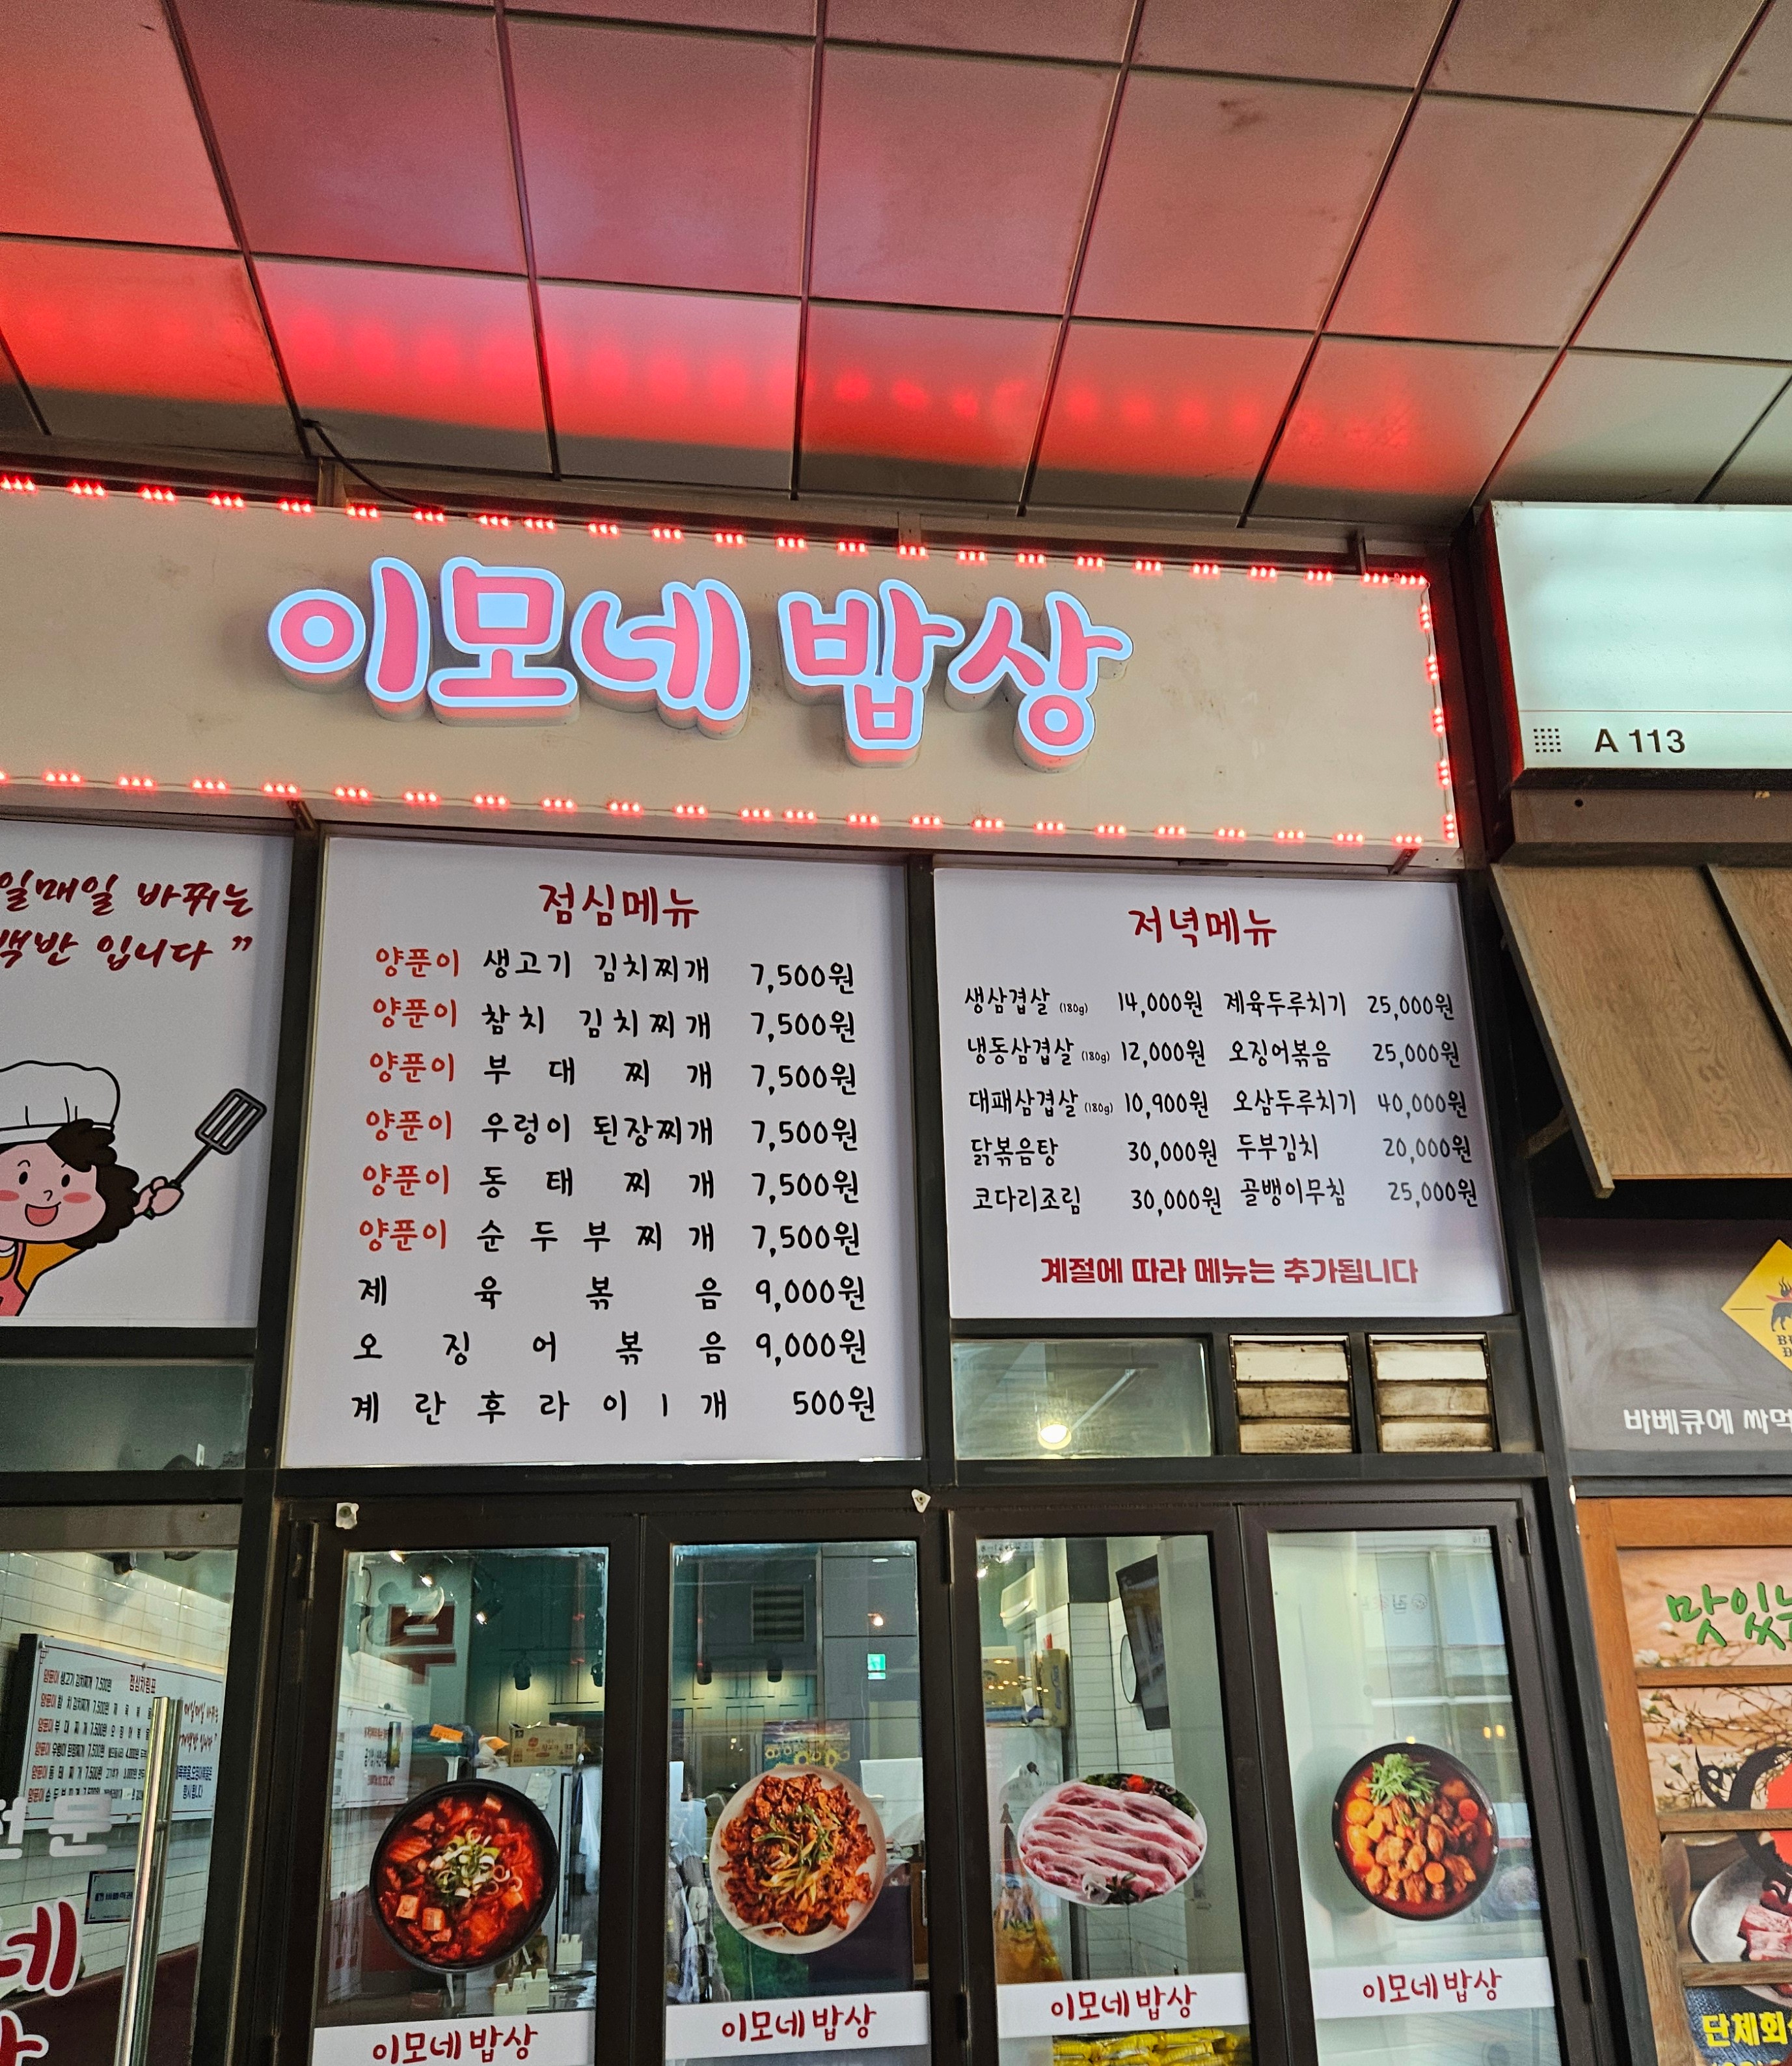 이모네 밥상
A 113
일매일 바뀌는
백반 입니다 ”
점심메뉴
양푼이 생고기 김치찌개 7,500원
양푼이 참치 김치찌개 7,500원
양푼이 부대찌개 7,500원
양푼이 우렁이 된장찌개 7,500원
양푼이 동태찌개 7,500원
양푼이 순두부찌개 7,500원
제육볶음 9,000원
오징어볶음 9,000원
계란후라이 1개 500원
저녁메뉴
생삼겹살 (180g) 14,000원 제육두루치기 25,000원
냉동삼겹살 (180g) 12,000원 오징어볶음 25,000원
대패삼겹살 (180g) 10,900원 오삼두루치기 40,000원
닭볶음탕 30,000원 두부김치 20,000원
코다리조림 30,000원 골뱅이무침 25,000원
계절에 따라 메뉴는 추가됩니다
바베큐에 싸먹
맛있는
단체회
네
이모네밥상
이모네밥상
이모네밥상
이모네밥상